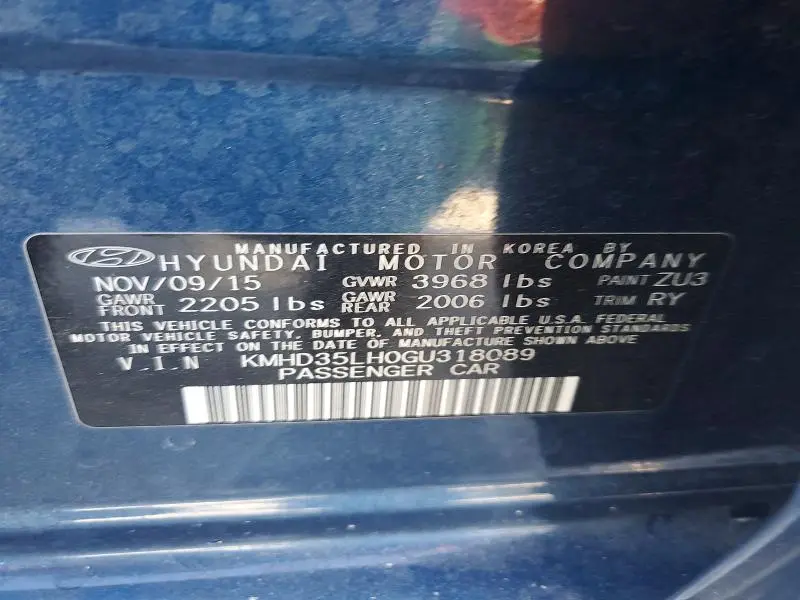 MANUFACTURED IN KOREA BY
HYUNDAI MOTOR COMPANY
NOV/09/15 GVWR 3968 lbs PAINT ZU3
GAWR FRONT 2205 lbs GAWR REAR 2006 lbs TRIM RY
THIS VEHICLE CONFORMS TO ALL APPLICABLE U.S.A. FEDERAL
MOTOR VEHICLE SAFETY, BUMPER, AND THEFT PREVENTION STANDARDS
IN EFFECT ON THE DATE OF MANUFACTURE SHOWN ABOVE.
V.I.N KMHD35LH0GU318089
PASSENGER CAR